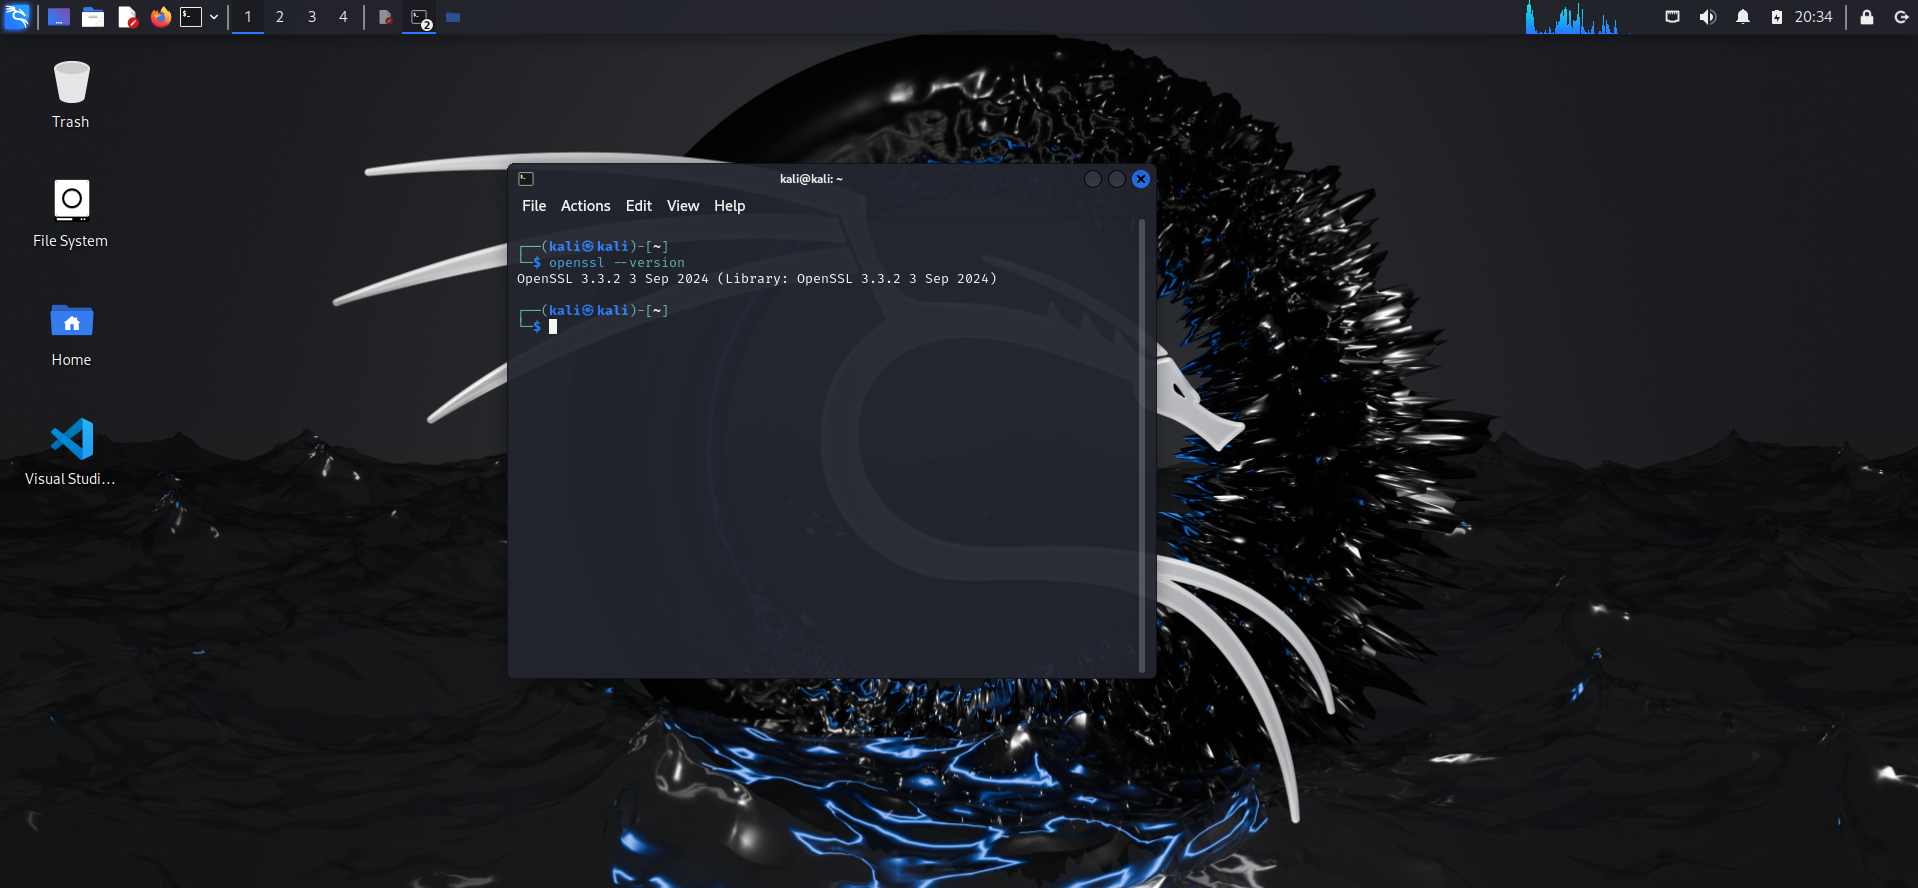 1 2 3 4
2
20:34
Trash
File System
Home
Visual Studi...
kali@kali: ~
File Actions Edit View Help
┌──(kali㉿kali)-[~]
└─$ openssl --version
OpenSSL 3.3.2 3 Sep 2024 (Library: OpenSSL 3.3.2 3 Sep 2024)
┌──(kali㉿kali)-[~]
└─$